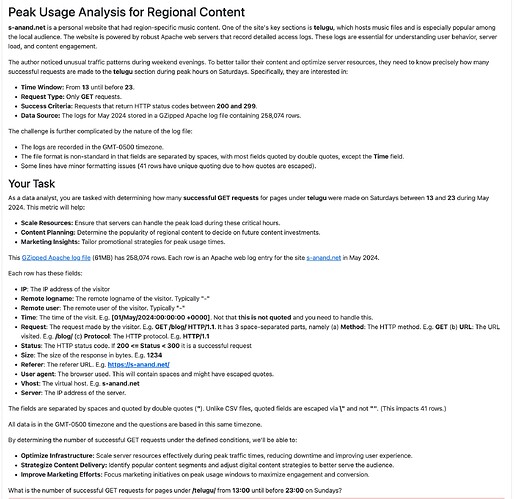 Peak Usage Analysis for Regional Content
s-anand.net is a personal website that had region-specific music content. One of the site's key sections is telugu, which hosts music files and is especially popular among
the local audience. The website is powered by robust Apache web servers that record detailed access logs. These logs are essential for understanding user behavior, server
load, and content engagement.
The author noticed unusual traffic patterns during weekend evenings. To better tailor their content and optimize server resources, they need to know precisely how many
successful requests are made to the telugu section during peak hours on Saturdays. Specifically, they are interested in:
• Time Window: From 13 until before 23.
• Request Type: Only GET requests.
• Success Criteria: Requests that return HTTP status codes between 200 and 299.
• Data Source: The logs for May 2024 stored in a GZipped Apache log file containing 258,074 rows.
The challenge is further complicated by the nature of the log file:
• The logs are recorded in the GMT-0500 timezone.
• The file format is non-standard in that fields are separated by spaces, with most fields quoted by double quotes, except the Time field.
• Some lines have minor formatting issues (41 rows have unique quoting due to how quotes are escaped).
Your Task
As a data analyst, you are tasked with determining how many successful GET requests for pages under telugu were made on Saturdays between 13 and 23 during May
2024. This metric will help:
• Scale Resources: Ensure that servers can handle the peak load during these critical hours.
• Content Planning: Determine the popularity of regional content to decide on future content investments.
• Marketing Insights: Tailor promotional strategies for peak usage times.
This GZipped Apache log file (61MB) has 258,074 rows. Each row is an Apache web log entry for the site s-anand.net in May 2024.
Each row has these fields:
• IP: The IP address of the visitor
• Remote logname: The remote logname of the visitor. Typically "-"
• Remote user: The remote user of the visitor. Typically "-"
• Time: The time of the visit. E.g. [01/May/2024:00:00:00 +0000]. Not that this is not quoted and you need to handle this.
• Request: The request made by the visitor. E.g. GET /blog/ HTTP/1.1. It has 3 space-separated parts, namely (a) Method: The HTTP method. E.g. GET (b) URL: The URL
visited. E.g. /blog/ (c) Protocol: The HTTP protocol. E.g. HTTP/1.1
• Status: The HTTP status code. If 200 <= Status < 300 it is a successful request
• Size: The size of the response in bytes. E.g. 1234
• Referer: The referer URL. E.g. https://s-anand.net/
• User agent: The browser used. This will contain spaces and might have escaped quotes.
• Vhost: The virtual host. E.g. s-anand.net
• Server: The IP address of the server.
The fields are separated by spaces and quoted by double quotes ("). Unlike CSV files, quoted fields are escaped via \" and not "". (This impacts 41 rows.)
All data is in the GMT-0500 timezone and the questions are based in this same timezone.
By determining the number of successful GET requests under the defined conditions, we'll be able to:
• Optimize Infrastructure: Scale server resources effectively during peak traffic times, reducing downtime and improving user experience.
• Strategize Content Delivery: Identify popular content segments and adjust digital content strategies to better serve the audience.
• Improve Marketing Efforts: Focus marketing initiatives on peak usage windows to maximize engagement and conversion.
What is the number of successful GET requests for pages under /telugu/ from 13:00 until before 23:00 on Sundays?